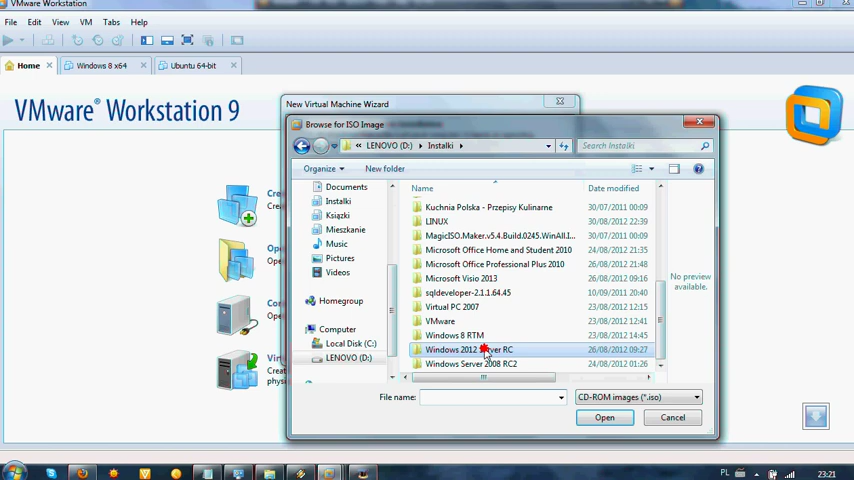 VMware Workstation
File Edit View VM Tabs Help
Home Windows 8 x64 Ubuntu 64-bit
VMware® Workstation 9
New Virtual Machine Wizard
Browse for ISO Image
« LENOVO (D:) Instalki
Search Instalki
Organize New folder
Name Date modified
Documents
Instalki
Książki
Mieszkanie
Music
Pictures
Videos
Homegroup
Computer
Local Disk (C:)
LENOVO (D:)
Kuchnia Polska - Przepisy Kulinarne 30/07/2011 00:09
LINUX 30/08/2012 22:39
MagicISO.Maker.v5.4.Build.0245.WinAll.I... 30/07/2011 00:09
Microsoft Office Home and Student 2010 24/08/2012 21:35
Microsoft Office Professional Plus 2010 26/08/2012 21:48
Microsoft Visio 2013 26/08/2012 09:16
sqldeveloper-2.1.1.64.45 10/09/2011 20:40
Virtual PC 2007 23/08/2012 12:41
VMware 23/08/2012 12:41
Windows 8 RTM 23/08/2012 14:45
Windows 2012 RC 26/08/2012 09:27
Windows Server 2008 RC2 24/08/2012 01:26
No preview
available.
File name:
CD-ROM images (*.iso)
Open Cancel
PL
23:21